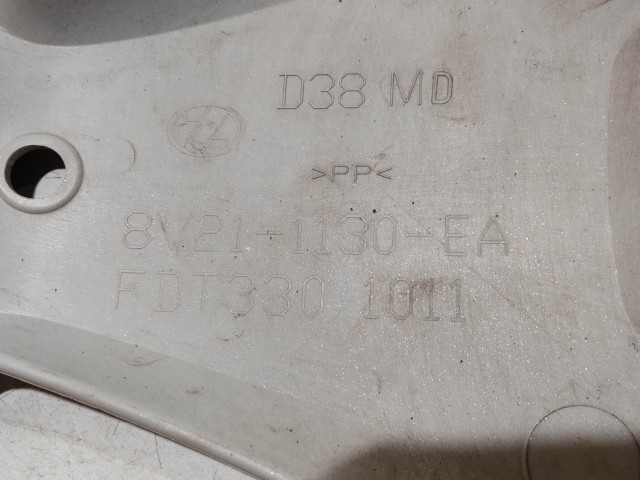 D38 MD
>PP<
8V21-1130-EA
FDT330 1011